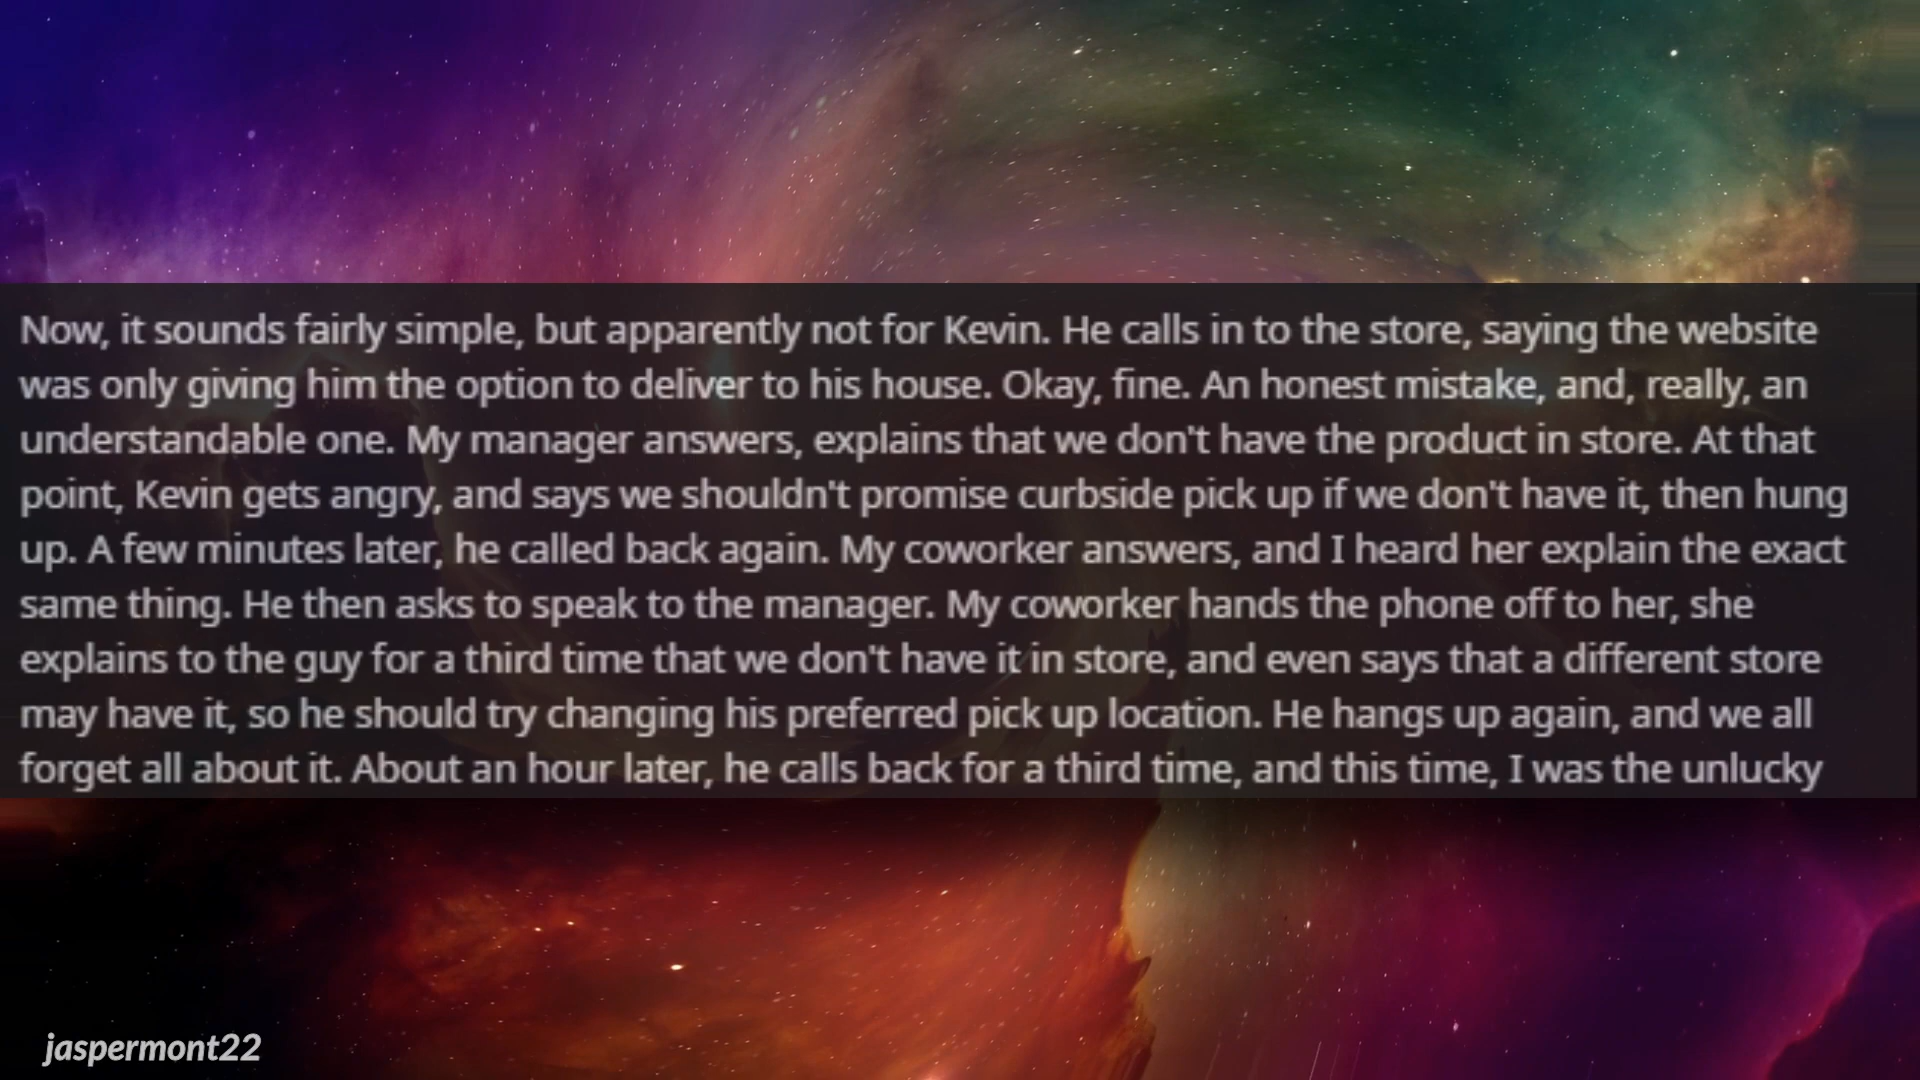 Now, it sounds fairly simple, but apparently not for Kevin. He calls in to the store, saying the website
was only giving him the option to deliver to his house. Okay, fine. An honest mistake, and, really, an
understandable one. My manager answers, explains that we don't have the product in store. At that
point, Kevin gets angry, and says we shouldn't promise curbside pick up if we don't have it, then hung
up. A few minutes later, he called back again. My coworker answers, and I heard her explain the exact
same thing. He then asks to speak to the manager. My coworker hands the phone off to her, she
explains to the guy for a third time that we don't have it in store, and even says that a different store
may have it, so he should try changing his preferred pick up location. He hangs up again, and we all
forget all about it. About an hour later, he calls back for a third time, and this time, I was the unlucky
jaspermont22